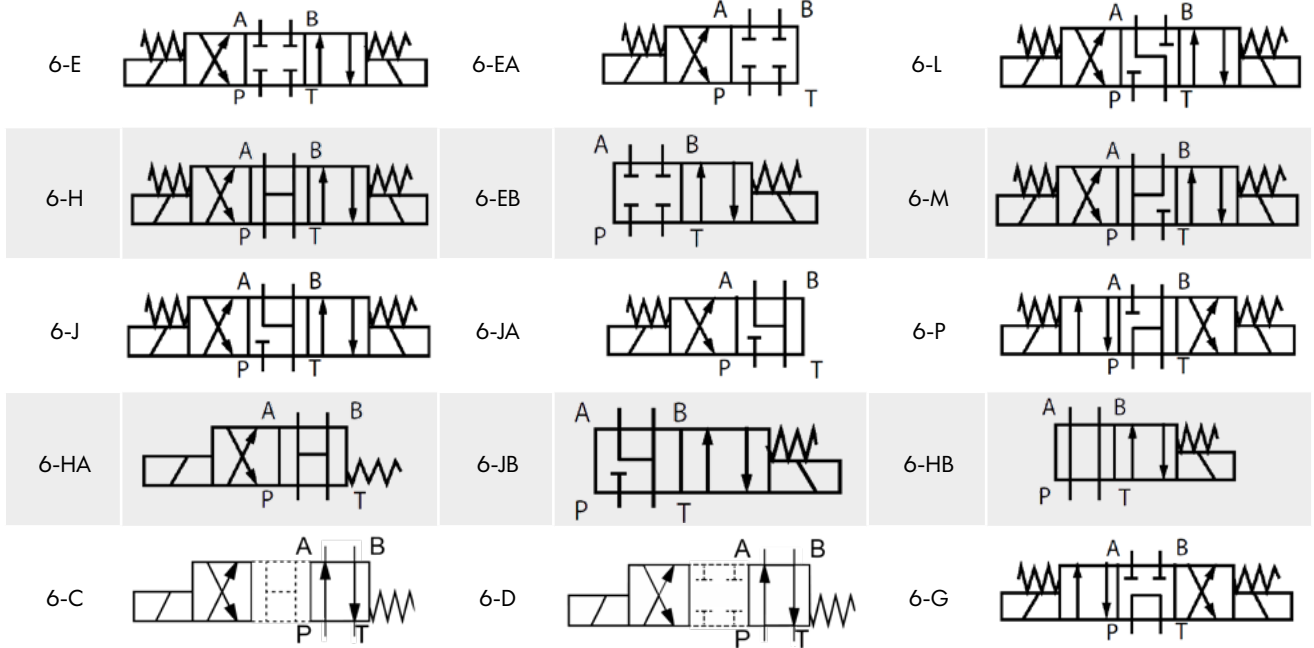 6-E A B P T 6-EA A B P T 6-L A B P T
6-H A B P T 6-EB A B P T 6-M A B P T
6-J A B P T 6-JA A B P T 6-P A B P T
6-HA A B P T 6-JB A B P T 6-HB A B P T
6-C A B P T 6-D A B P T 6-G A B P T